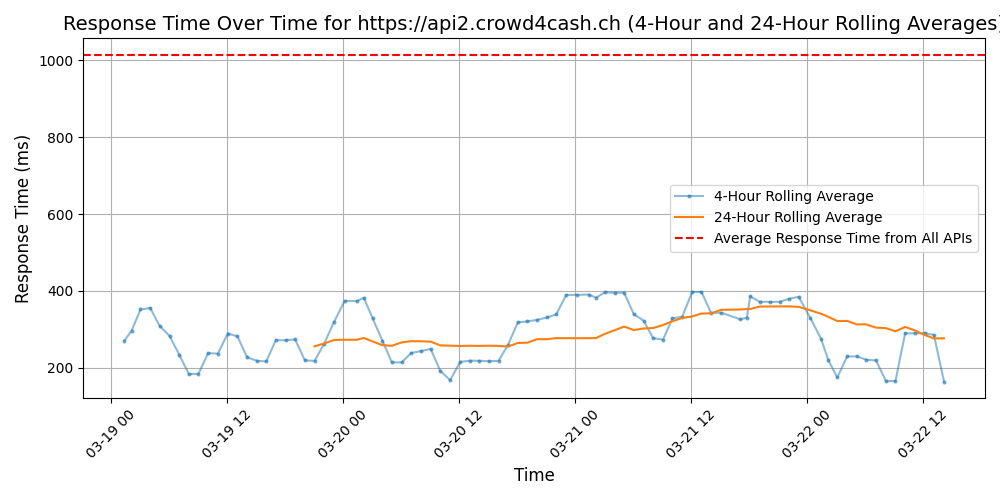 Response Time Over Time for https://api2.crowd4cash.ch (4-Hour and 24-Hour Rolling Averages)
Response Time (ms)
1000
800
600
400
200
4-Hour Rolling Average
24-Hour Rolling Average
Average Response Time from All APIs
03-19 00
03-19 12
03-20 00
03-20 12
03-21 00
03-21 12
03-22 00
03-22 12
Time